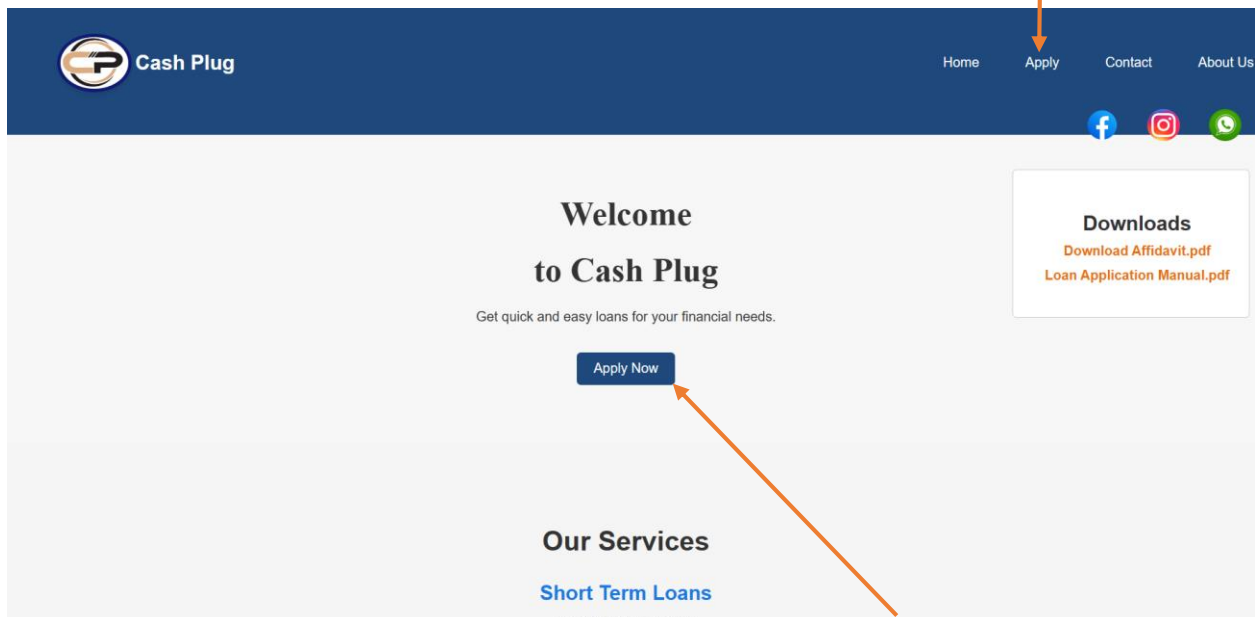 Cash Plug
Home Apply Contact About Us
Welcome
to Cash Plug
Get quick and easy loans for your financial needs.
Apply Now
Downloads
Download Affidavit.pdf
Loan Application Manual.pdf
Our Services
Short Term Loans